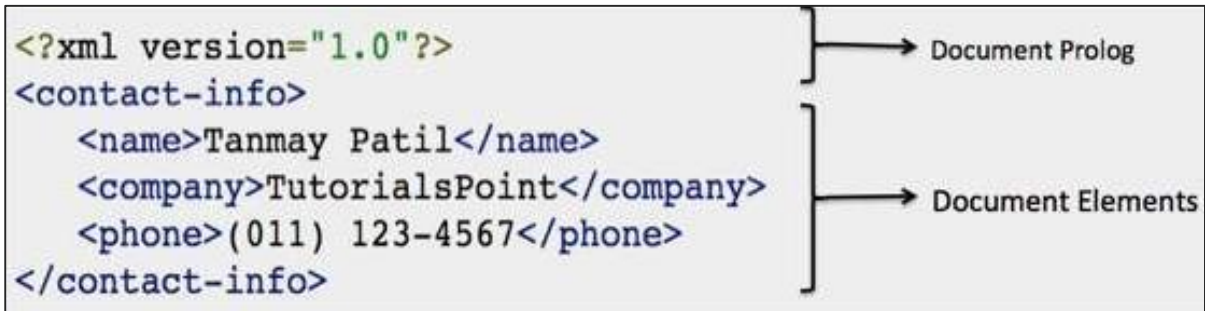 <?xml version="1.0"?>
Document Prolog
<contact-info>
<name>Tanmay Patil</name>
<company>TutorialsPoint</company>
Document Elements
<phone>(011) 123-4567</phone>
</contact-info>